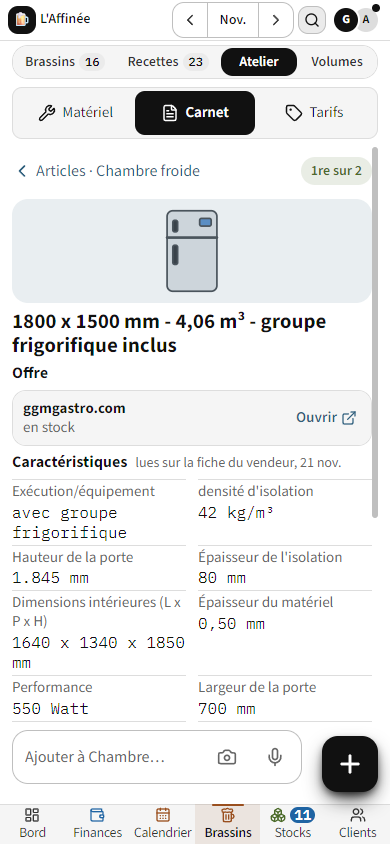 L'Affinée
Nov.
G
A
Brassins 16
Recettes 23
Atelier
Volumes
Matériel
Carnet
Tarifs
Articles · Chambre froide
1re sur 2
1800 x 1500 mm - 4,06 m³ - groupe
frigorifique inclus
Offre
ggmgastro.com
en stock
Ouvrir
Caractéristiques lues sur la fiche du vendeur, 21 nov.
Exécution/équipement
avec groupe
frigorifique
densité d'isolation
42 kg/m³
Hauteur de la porte
1.845 mm
Épaisseur de l'isolation
80 mm
Dimensions intérieures (L x
P x H)
1640 x 1340 x 1850
mm
Épaisseur du matériel
0,50 mm
Performance
550 Watt
Largeur de la porte
700 mm
Ajouter à Chambre…
Bord
Finances
Calendrier
Brassins
11
Stocks
Clients